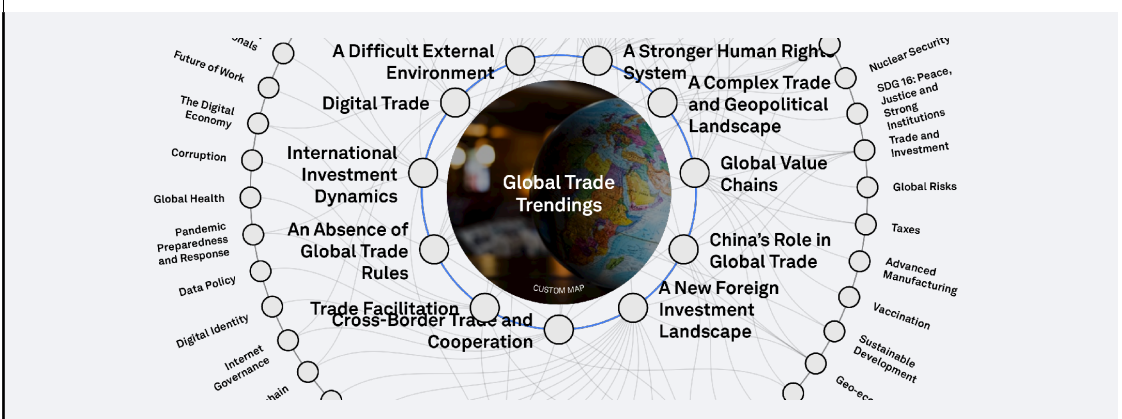 Future of Work
The Digital
Economy
Corruption
Global Health
Pandemic
Preparedness
and Response
Data Policy
Digital Identity
Internet
Governance
A Difficult External
Environment
Digital Trade
International
Investment
Dynamics
An Absence of
Global Trade
Rules
Trade Facilitation
Cross-Border Trade and
Cooperation
Global Trade
Trendings
CUSTOM MAP
A Stronger Human Rights
System
A Complex Trade
and Geopolitical
Landscape
Global Value
Chains
China's Role in
Global Trade
A New Foreign
Investment
Landscape
Nuclear Security
SDG 16: Peace,
Justice and
Strong
Institutions
Trade and
Investment
Global Risks
Taxes
Advanced
Manufacturing
Vaccination
Sustainable
Development